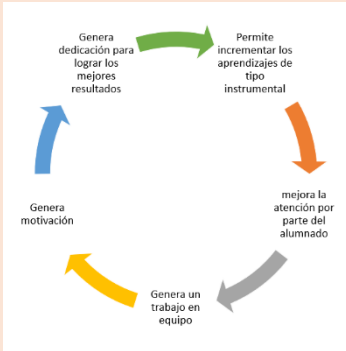 Genera
dedicación para
lograr los
mejores
resultados
Permite
incrementar los
aprendizajes de
tipo
instrumental
mejora la
atención por
parte del
alumnado
Genera un
trabajo en
equipo
Genera
motivación